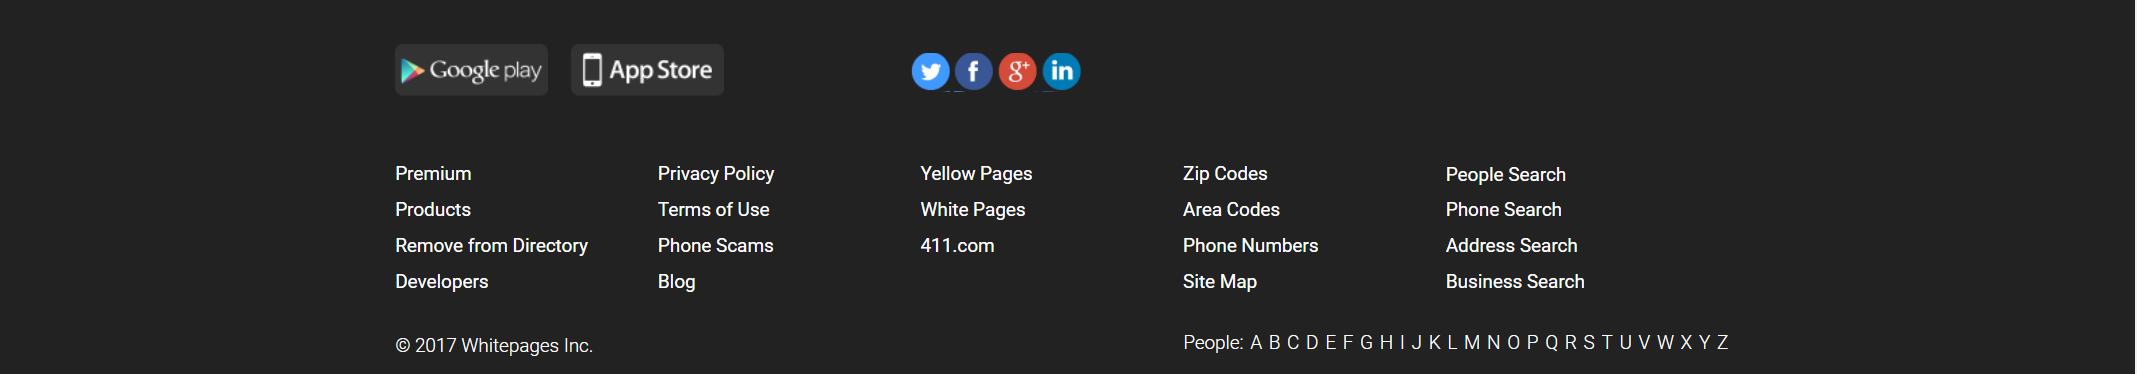 Google play App Store
Premium Privacy Policy Yellow Pages Zip Codes People Search
Products Terms of Use White Pages Area Codes Phone Search
Remove from Directory Phone Scams 411.com Phone Numbers Address Search
Developers Blog Site Map Business Search
© 2017 Whitepages Inc. People: A B C D E F G H I J K L M N O P Q R S T U V W X Y Z